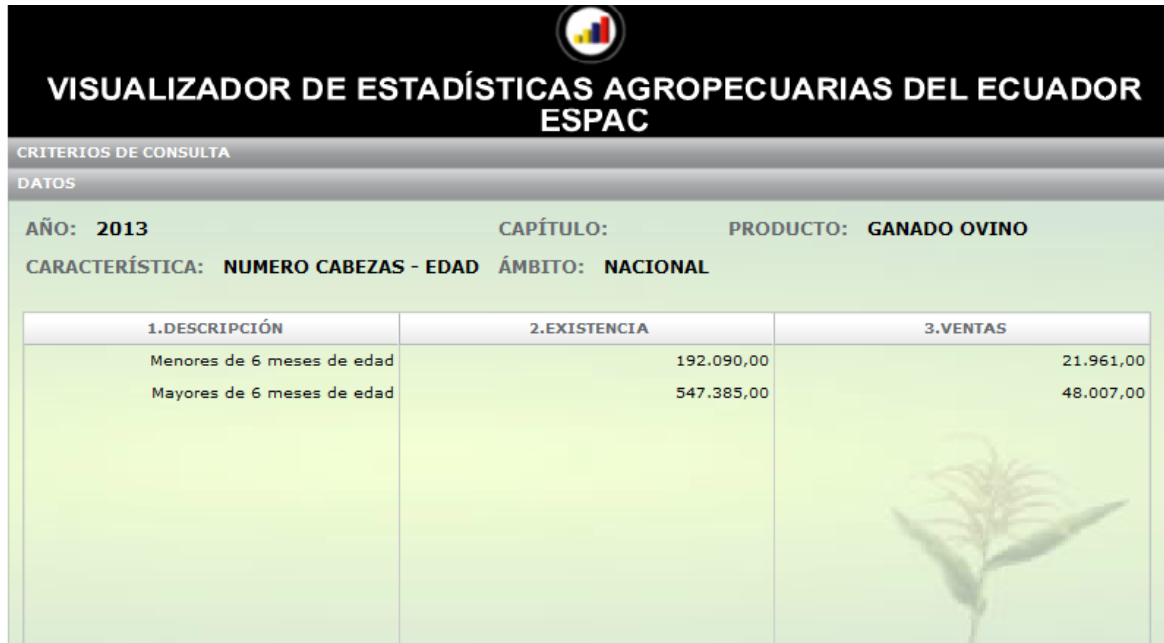 VISUALIZADOR DE ESTADÍSTICAS AGROPECUARIAS DEL ECUADOR
ESPAC
CRITERIOS DE CONSULTA
DATOS
AÑO: 2013 CAPÍTULO: PRODUCTO: GANADO OVINO
CARACTERÍSTICA: NUMERO CABEZAS - EDAD ÁMBITO: NACIONAL
1.DESCRIPCIÓN 2.EXISTENCIA 3.VENTAS
Menores de 6 meses de edad 192.090,00 21.961,00
Mayores de 6 meses de edad 547.385,00 48.007,00